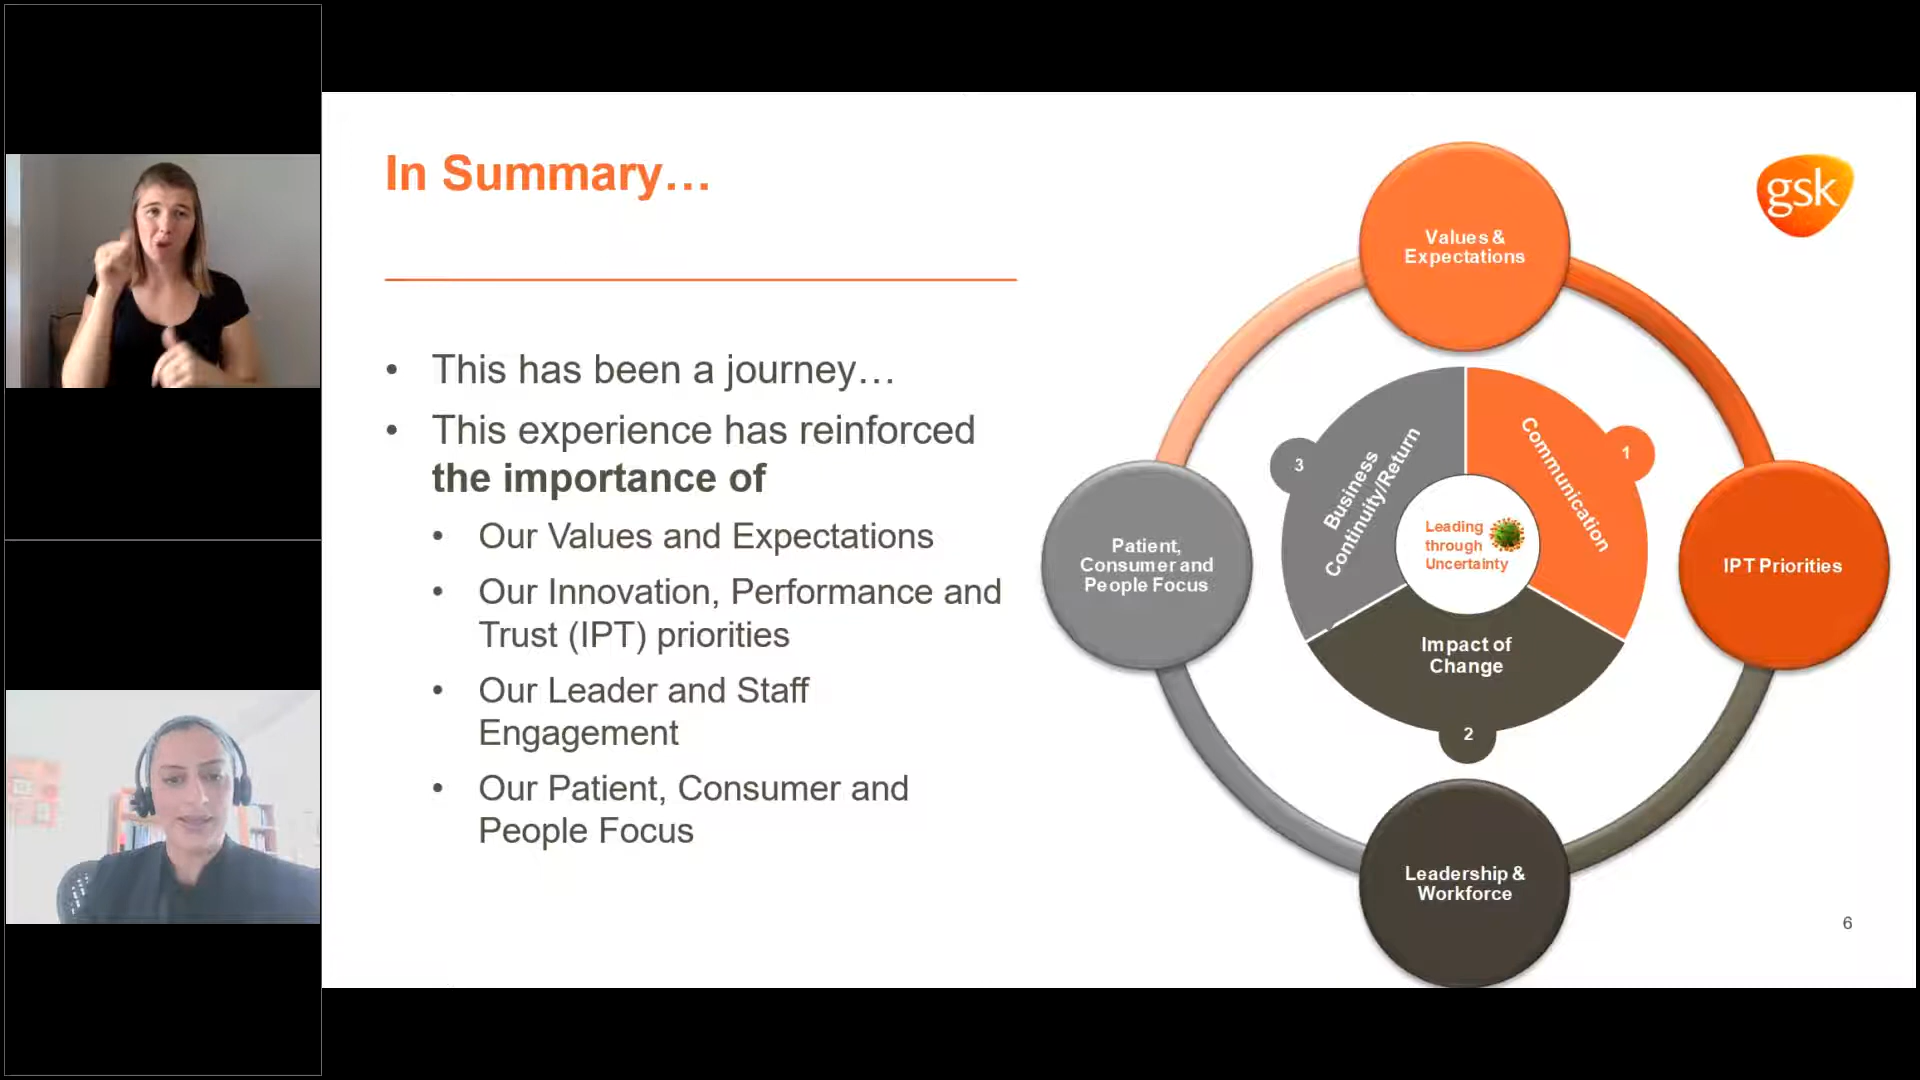 In Summary…
• This has been a journey…
• This experience has reinforced
the importance of
• Our Values and Expectations
• Our Innovation, Performance and
Trust (IPT) priorities
• Our Leader and Staff
Engagement
• Our Patient, Consumer and
People Focus
gsk
Values &
Expectations
IPT Priorities
Leadership &
Workforce
Patient,
Consumer and
People Focus
Communication
1
Impact of
Change
2
Business
Continuity/Return
3
Leading
through
Uncertainty
6